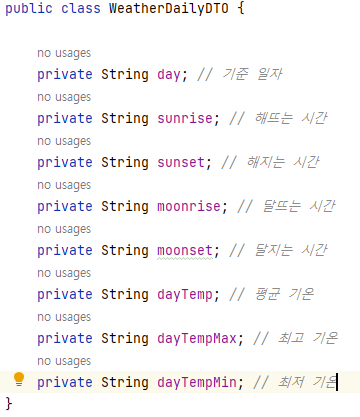 public class WeatherDailyDTO {
no usages
private String day; // 기준 일자
no usages
private String sunrise; // 해뜨는 시간
no usages
private String sunset; // 해지는 시간
no usages
private String moonrise; // 달뜨는 시간
no usages
private String moonset; // 달지는 시간
no usages
private String dayTemp; // 평균 기온
no usages
private String dayTempMax; // 최고 기온
no usages
private String dayTempMin; // 최저 기온
}